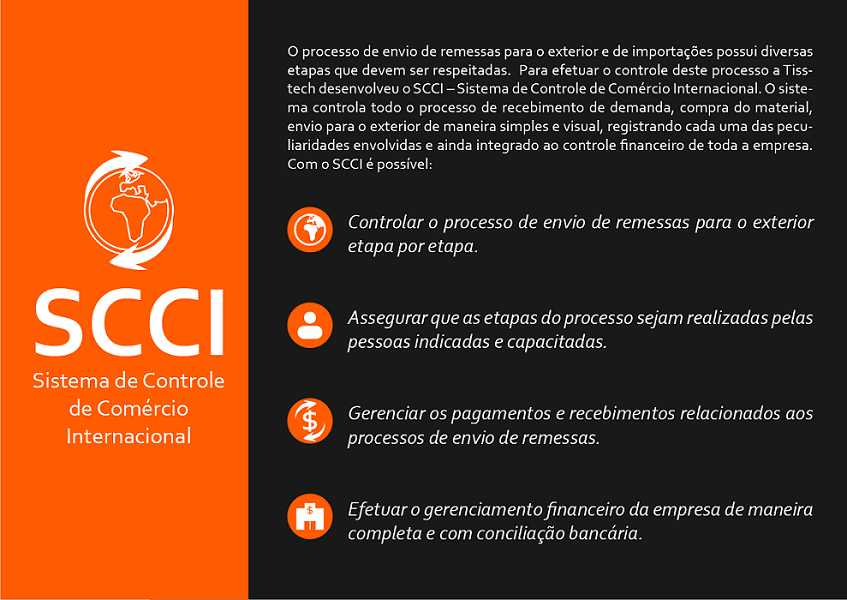 SCCI
Sistema de Controle
de Comércio
Internacional
O processo de envio de remessas para o exterior e de importações possui diversas
etapas que devem ser respeitadas.  Para efetuar o controle deste processo a Tiss-
tech desenvolveu o SCCI – Sistema de Controle de Comércio Internacional. O siste-
ma controla todo o processo de recebimento de demanda, compra do material,
envio para o exterior de maneira simples e visual, registrando cada uma das pecu-
liaridades envolvidas e ainda integrado ao controle financeiro de toda a empresa.
Com o SCCI é possível:
Controlar o processo de envio de remessas para o exterior
etapa por etapa.
Assegurar que as etapas do processo sejam realizadas pelas
pessoas indicadas e capacitadas.
$
Gerenciar os pagamentos e recebimentos relacionados aos
processos de envio de remessas.
$
Efetuar o gerenciamento financeiro da empresa de maneira
completa e com conciliação bancária.